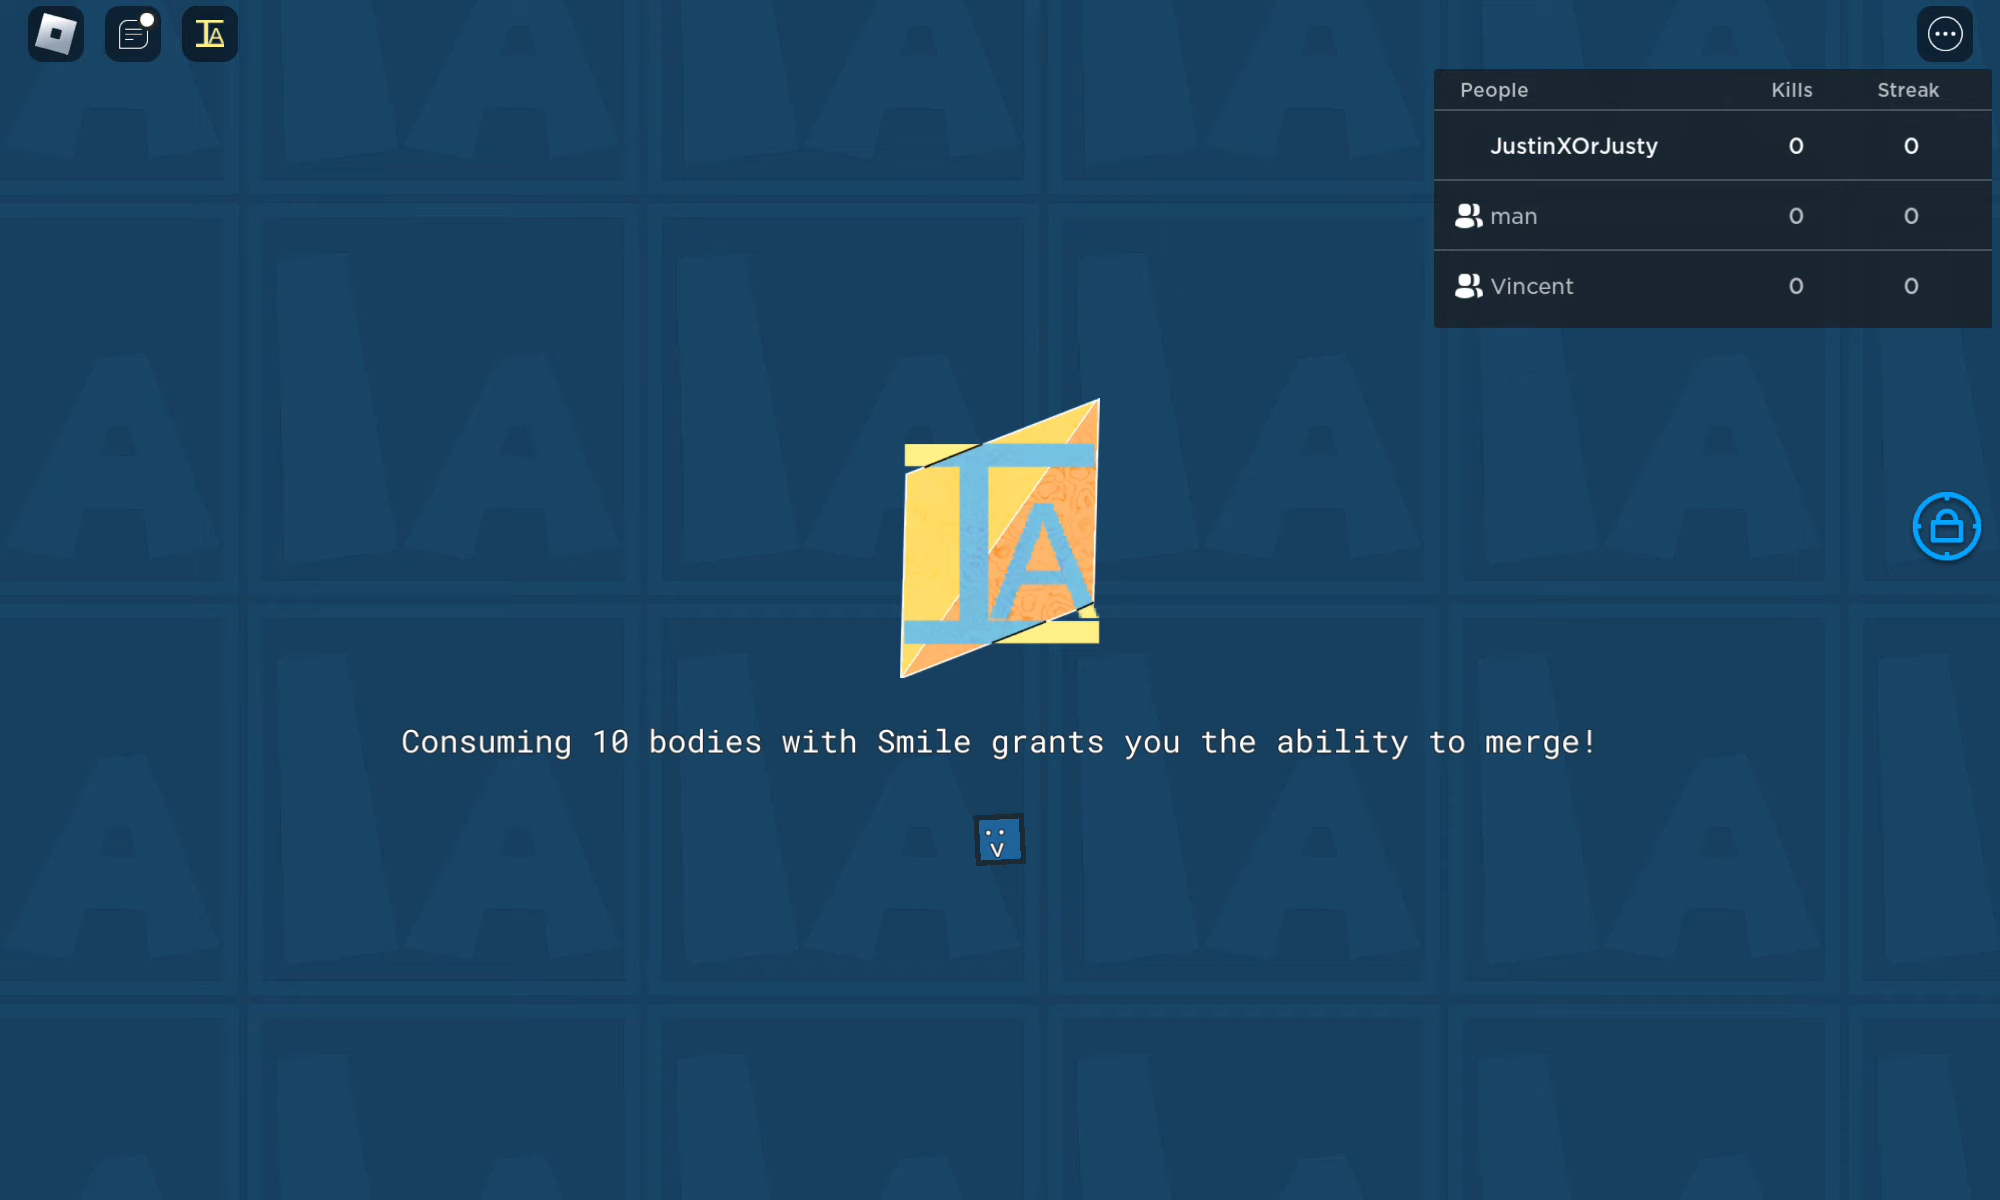 IA
People Kills Streak
JustinXOrJusty 0 0
man 0 0
Vincent 0 0
IA
Consuming 10 bodies with Smile grants you the ability to merge!